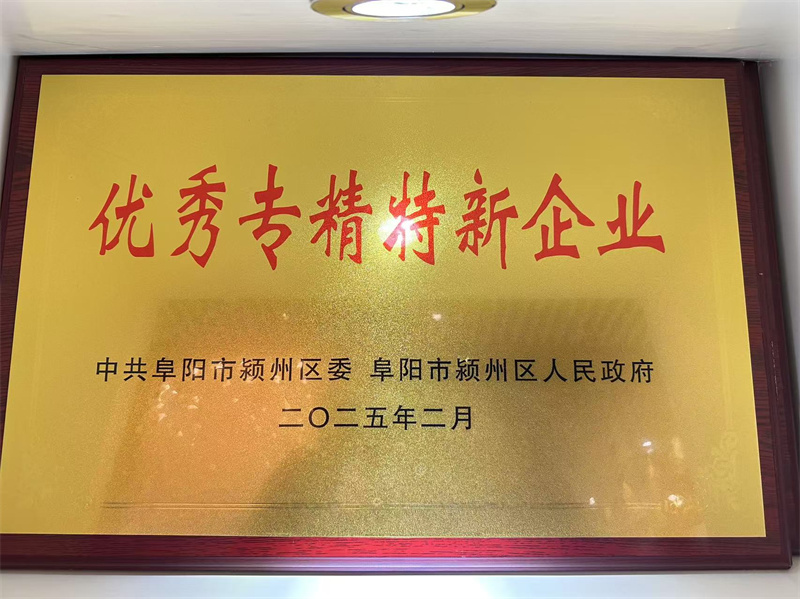 优秀专精特新企业
中共阜阳市颍州区委 阜阳市颍州区人民政府
二〇二五年二月